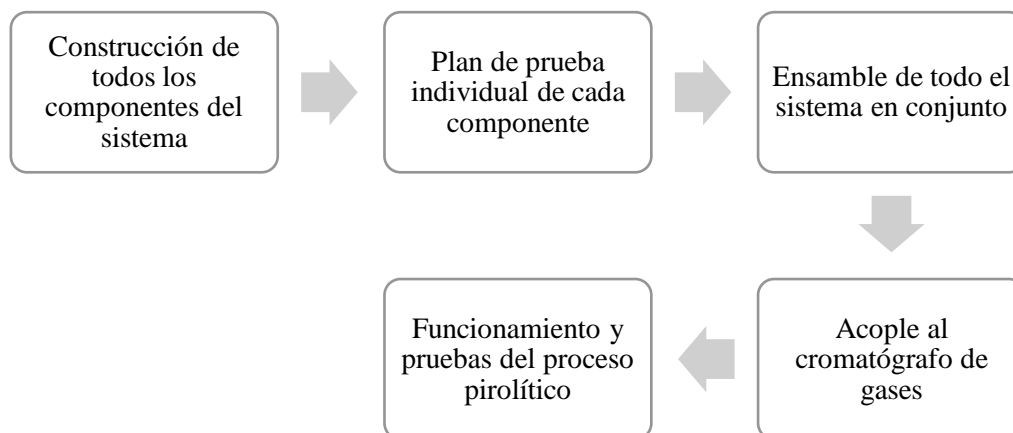 Construcción de
todos los
componentes del
sistema
Plan de prueba
individual de cada
componente
Ensamble de todo el
sistema en conjunto
Acople al
cromatógrafo de
gases
Funcionamiento y
pruebas del proceso
pirolítico